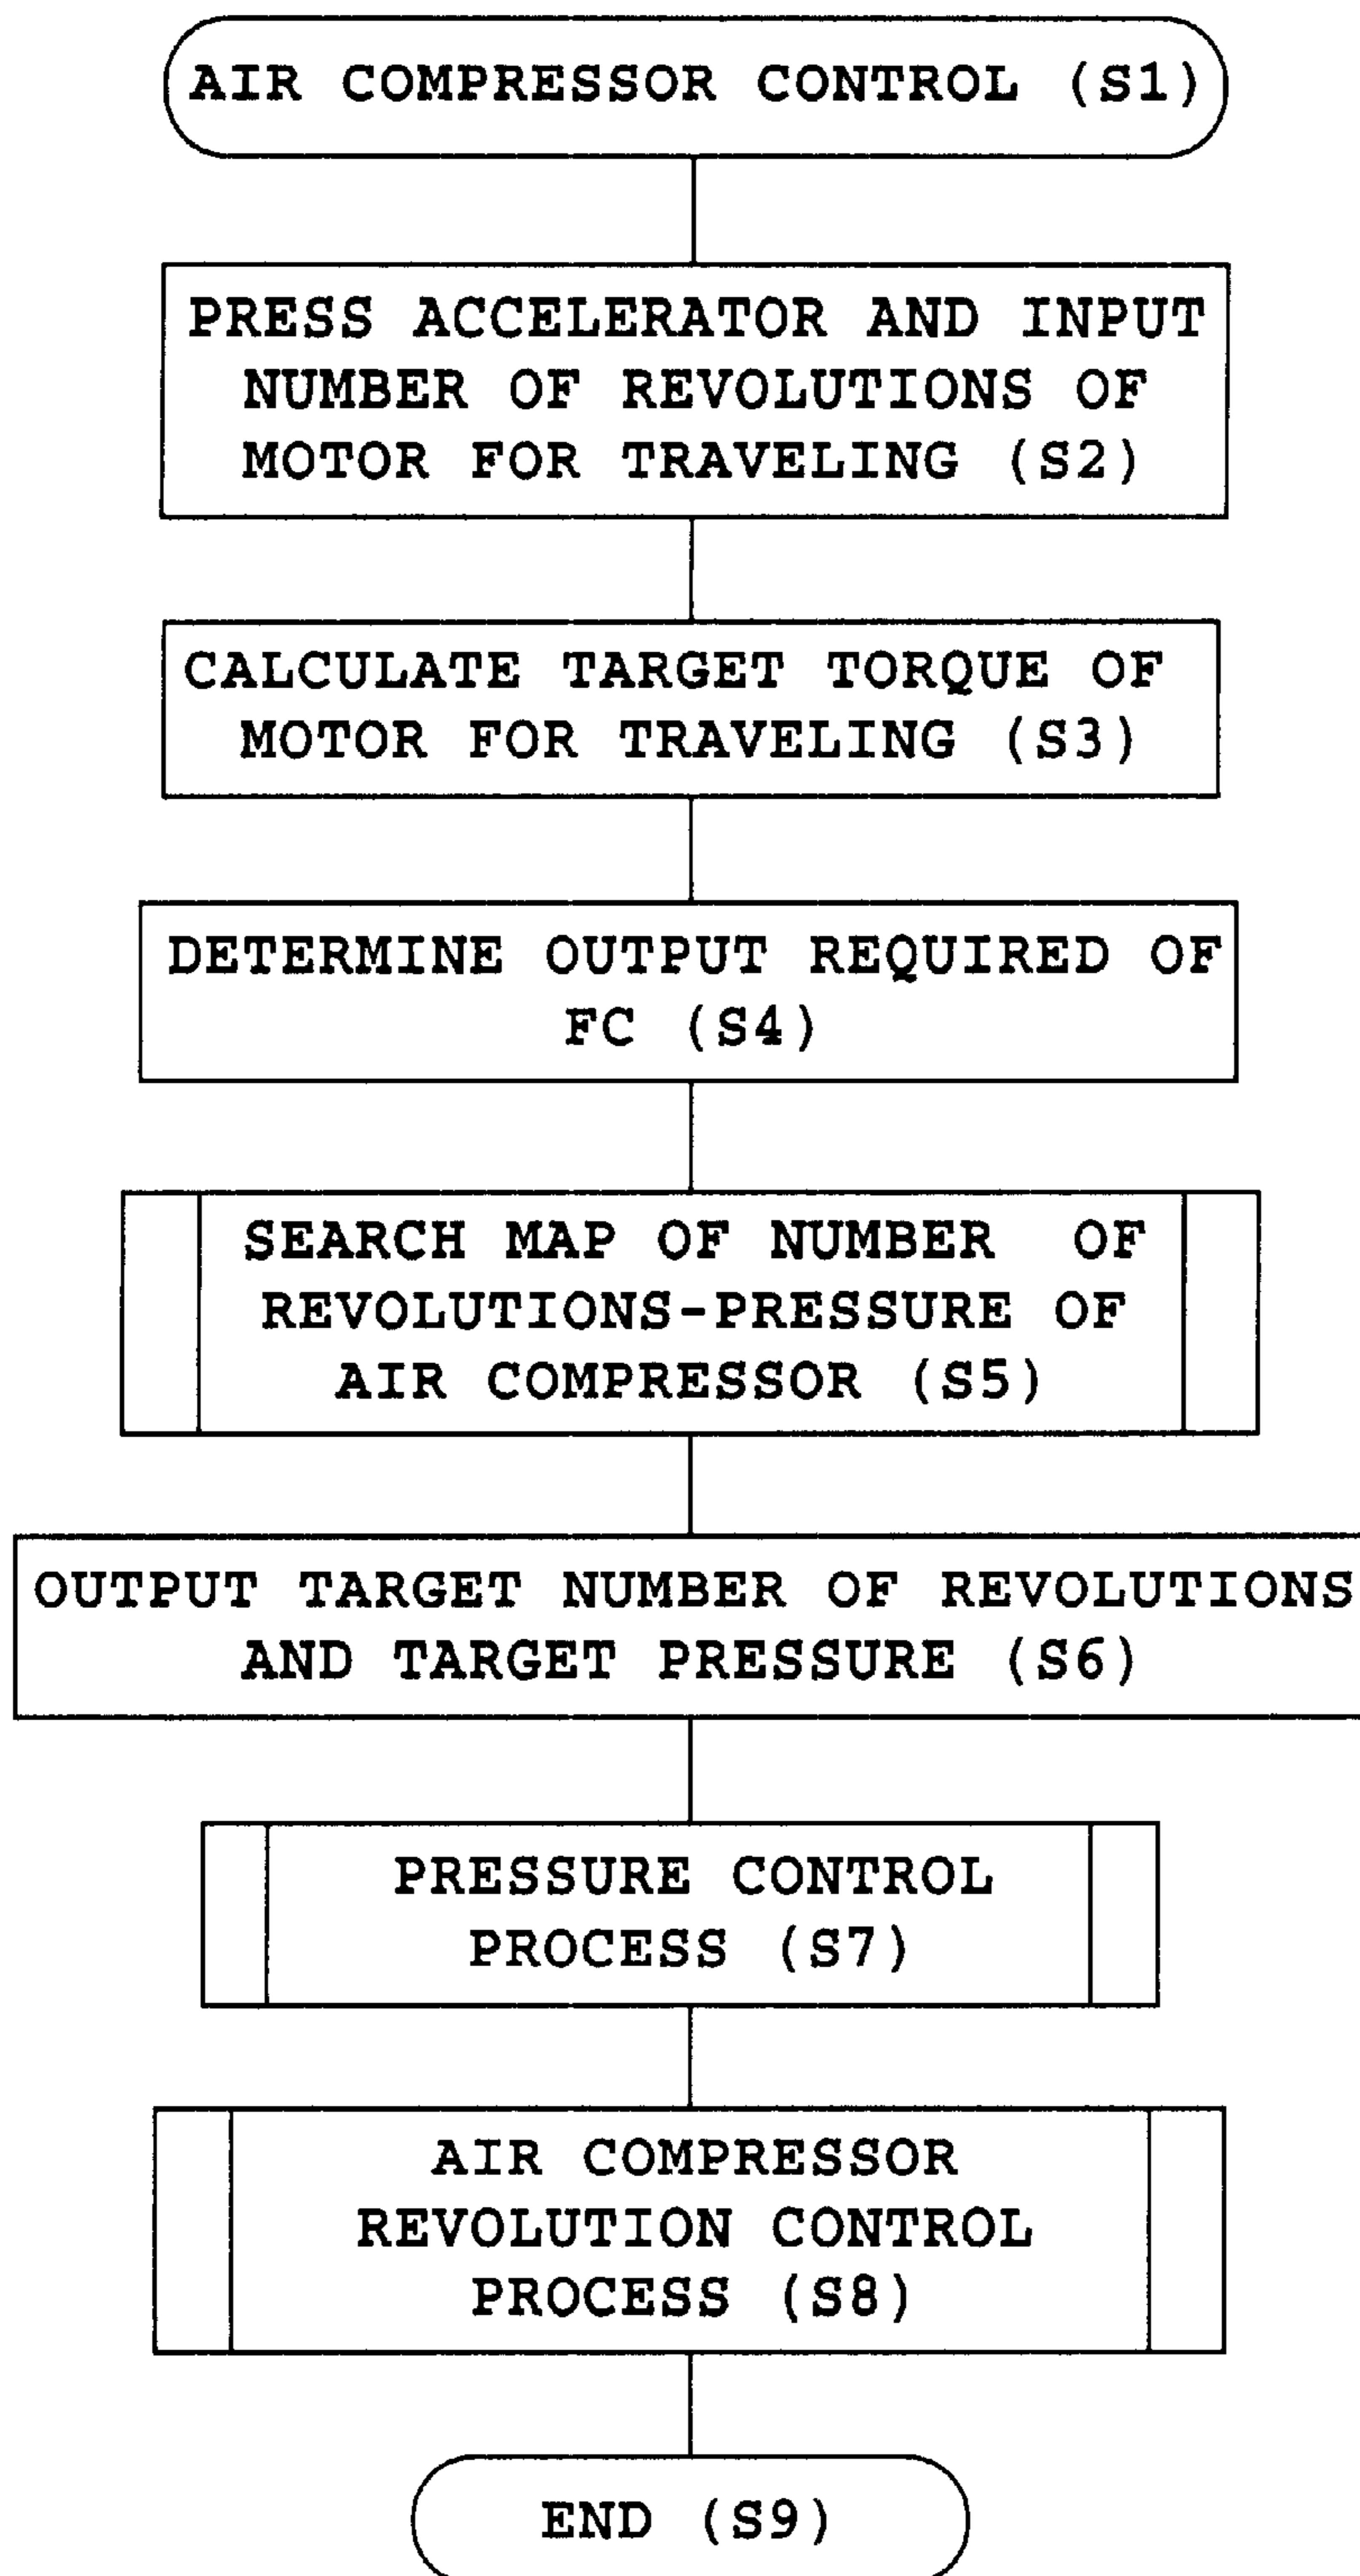 AIR COMPRESSOR CONTROL (S1)
PRESS ACCELERATOR AND INPUT
NUMBER OF REVOLUTIONS OF
MOTOR FOR TRAVELING (S2)
CALCULATE TARGET TORQUE OF
MOTOR FOR TRAVELING (S3)
DETERMINE OUTPUT REQUIRED OF
FC (S4)
SEARCH MAP OF NUMBER OF
REVOLUTIONS-PRESSURE OF
AIR COMPRESSOR (S5)
OUTPUT TARGET NUMBER OF REVOLUTIONS
AND TARGET PRESSURE (S6)
PRESSURE CONTROL
PROCESS (S7)
AIR COMPRESSOR
REVOLUTION CONTROL
PROCESS (S8)
END (S9)